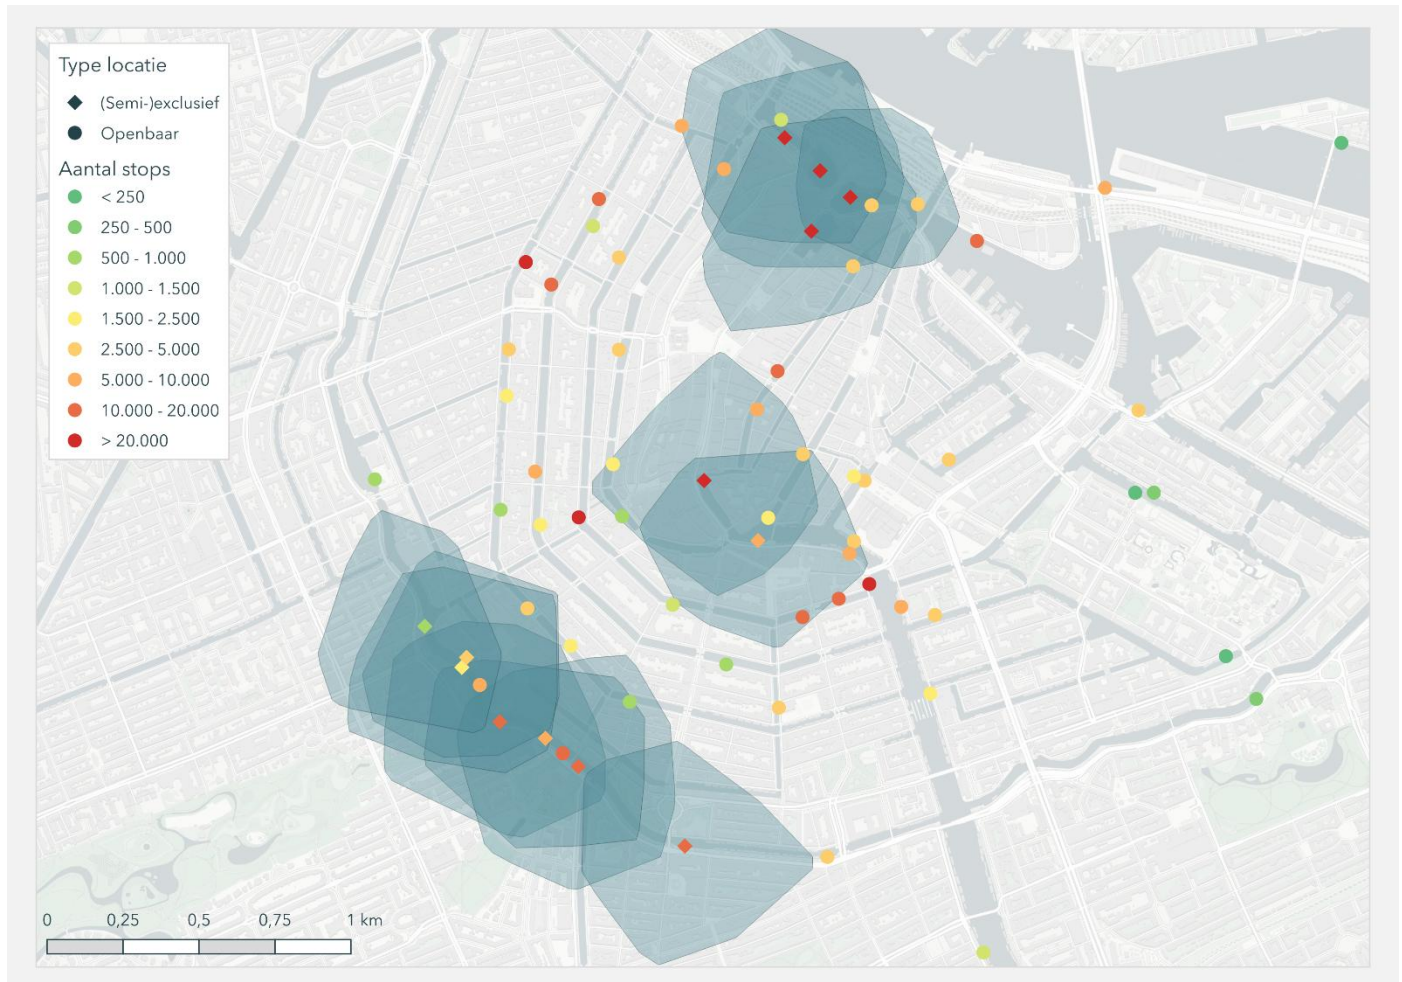 Type locatie
(Semi-)exclusief
Openbaar
Aantal stops
< 250
250 - 500
500 - 1.000
1.000 - 1.500
1.500 - 2.500
2.500 - 5.000
5.000 - 10.000
10.000 - 20.000
> 20.000
0 0,25 0,5 0,75 1 km